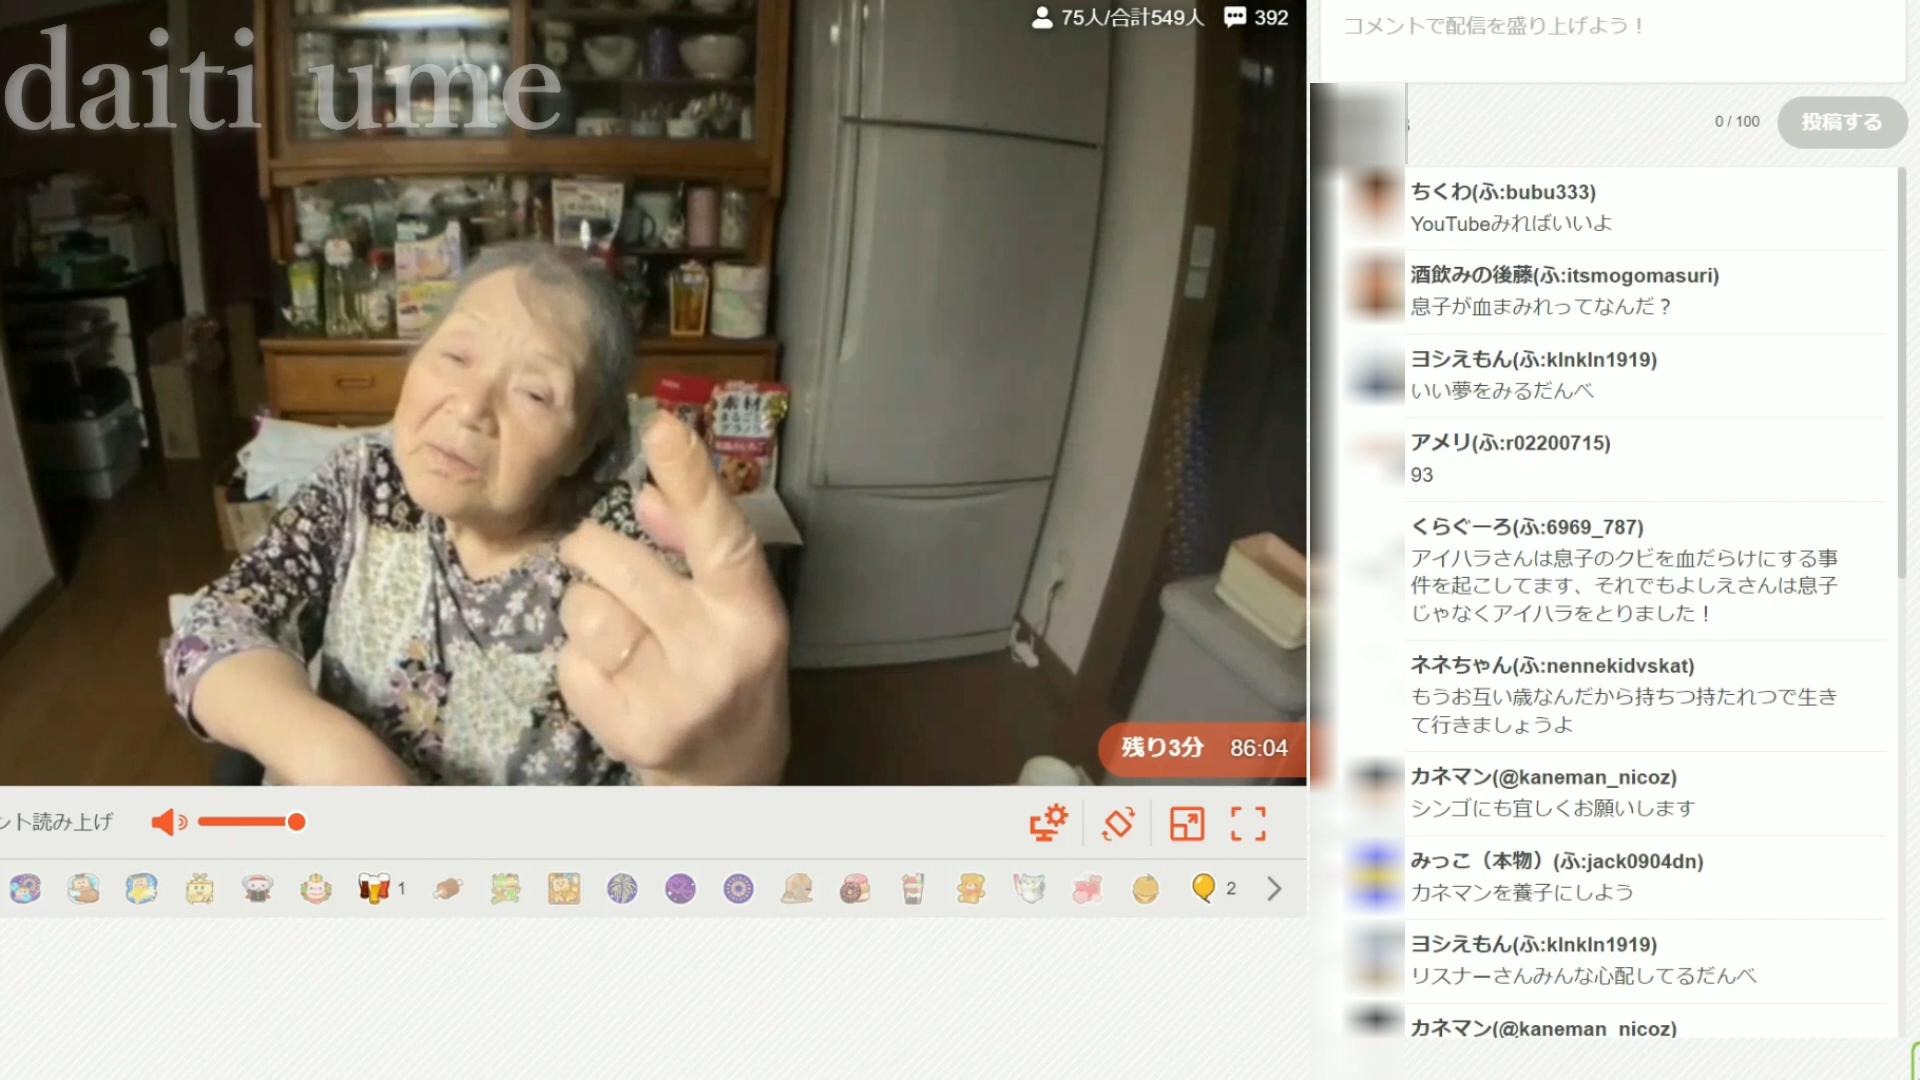 daiti ume
75人/合計549人 392
素材
まるごと
グラノラ
残り3分 86:04
ント読み上げ
1
2
コメントで配信を盛り上げよう！
0 / 100 投稿する
ちくわ(ふ:bubu333)
YouTubeみればいいよ
酒飲みの後藤(ふ:itsmogomasuri)
息子が血まみれってなんだ？
ヨシえもん(ふ:klnkln1919)
いい夢をみるだんべ
アメリ(ふ:r02200715)
93
くらぐーろ(ふ:6969_787)
アイハラさんは息子のクビを血だらけにする事
件を起こしてます、それでもよしえさんは息子
じゃなくアイハラをとりました！
ネネちゃん(ふ:nennekidvskat)
もうお互い歳なんだから持ちつ持たれつで生き
て行きましょうよ
カネマン(@kaneman_nicoz)
シンゴにも宜しくお願いします
みっこ（本物）(ふ:jack0904dn)
カネマンを養子にしよう
ヨシえもん(ふ:klnkln1919)
リスナーさんみんな心配してるだんべ
カネマン(@kaneman_nicoz)